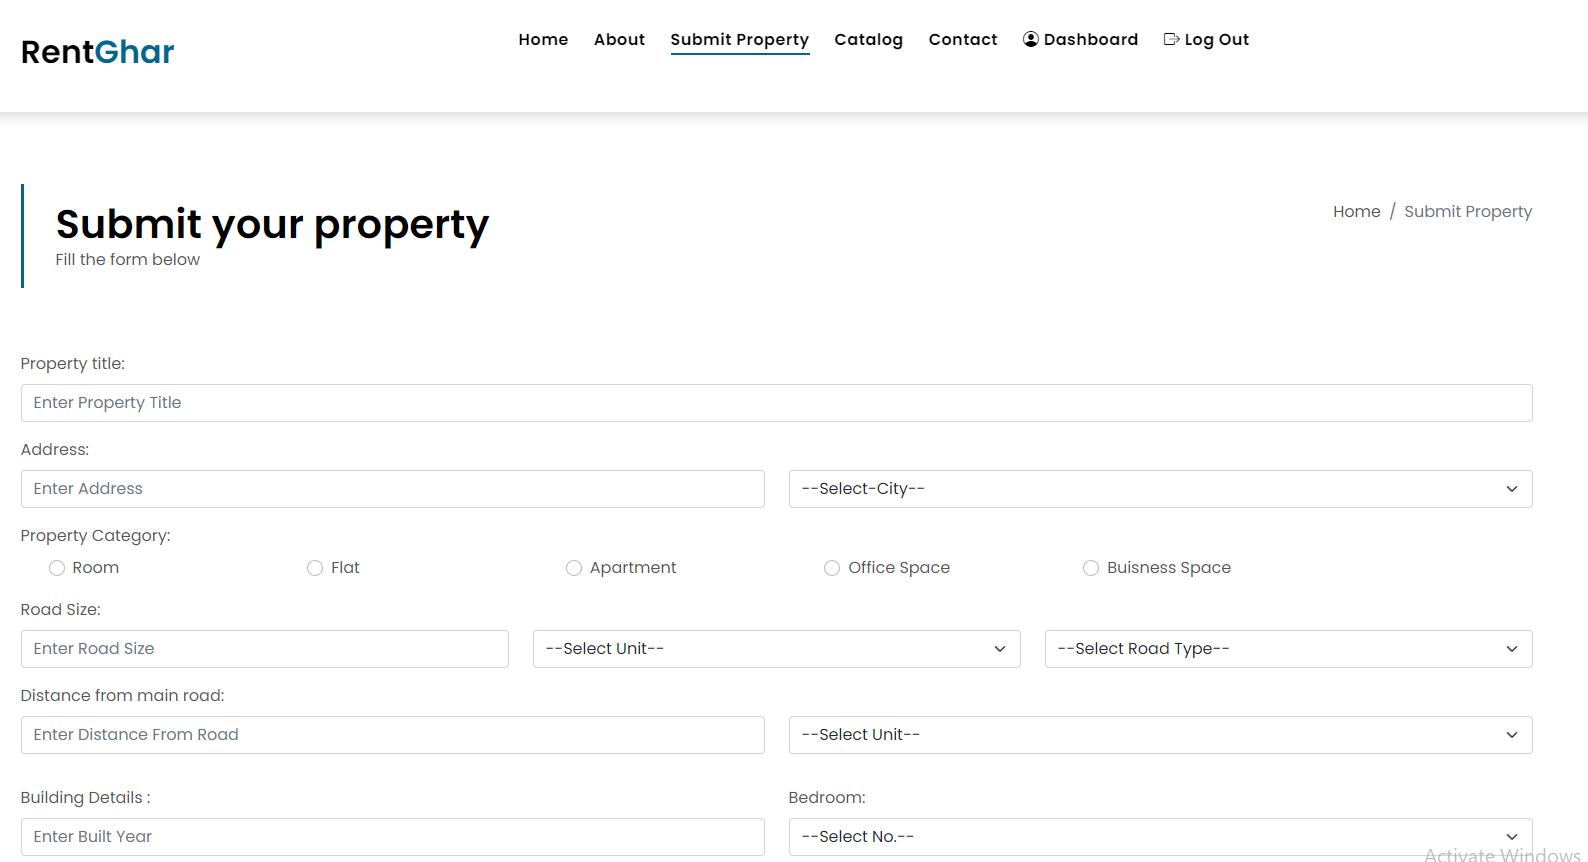 RentGhar
Home About Submit Property Catalog Contact Dashboard Log Out
Submit your property
Fill the form below
Home / Submit Property
Property title:
Enter Property Title
Address:
Enter Address
--Select-City--
Property Category:
Room Flat Apartment Office Space Buisness Space
Road Size:
Enter Road Size
--Select Unit--
--Select Road Type--
Distance from main road:
Enter Distance From Road
--Select Unit--
Building Details :
Enter Built Year
Bedroom:
--Select No.--
Activate Windows